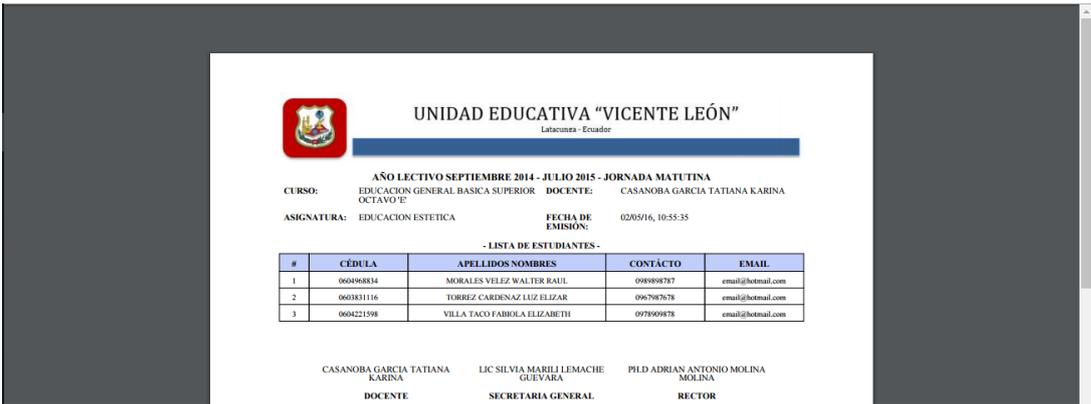 UNIDAD EDUCATIVA “VICENTE LEÓN”
Latacunga - Ecuador
AÑO LECTIVO SEPTIEMBRE 2014 - JULIO 2015 - JORNADA MATUTINA
CURSO: EDUCACION GENERAL BASICA SUPERIOR DOCENTE: CASANOBA GARCIA TATIANA KARINA
OCTAVO 'E'
ASIGNATURA: EDUCACION ESTETICA FECHA DE 02/05/16, 10:55:35
EMISIÓN:
- LISTA DE ESTUDIANTES -
# CÉDULA APELLIDOS NOMBRES CONTÁCTO EMAIL
1 0604968834 MORALES VELEZ WALTER RAUL 0989898787 email@hotmail.com
2 0603831116 TORREZ CARDENAZ LUZ ELIZAR 0967987678 email@hotmail.com
3 0604221598 VILLA TACO FABIOLA ELIZABETH 0978909878 email@hotmail.com
CASANOBA GARCIA TATIANA LIC SILVIA MARILI LEMACHE PH.D ADRIAN ANTONIO MOLINA
KARINA GUEVARA MOLINA
DOCENTE SECRETARIA GENERAL RECTOR